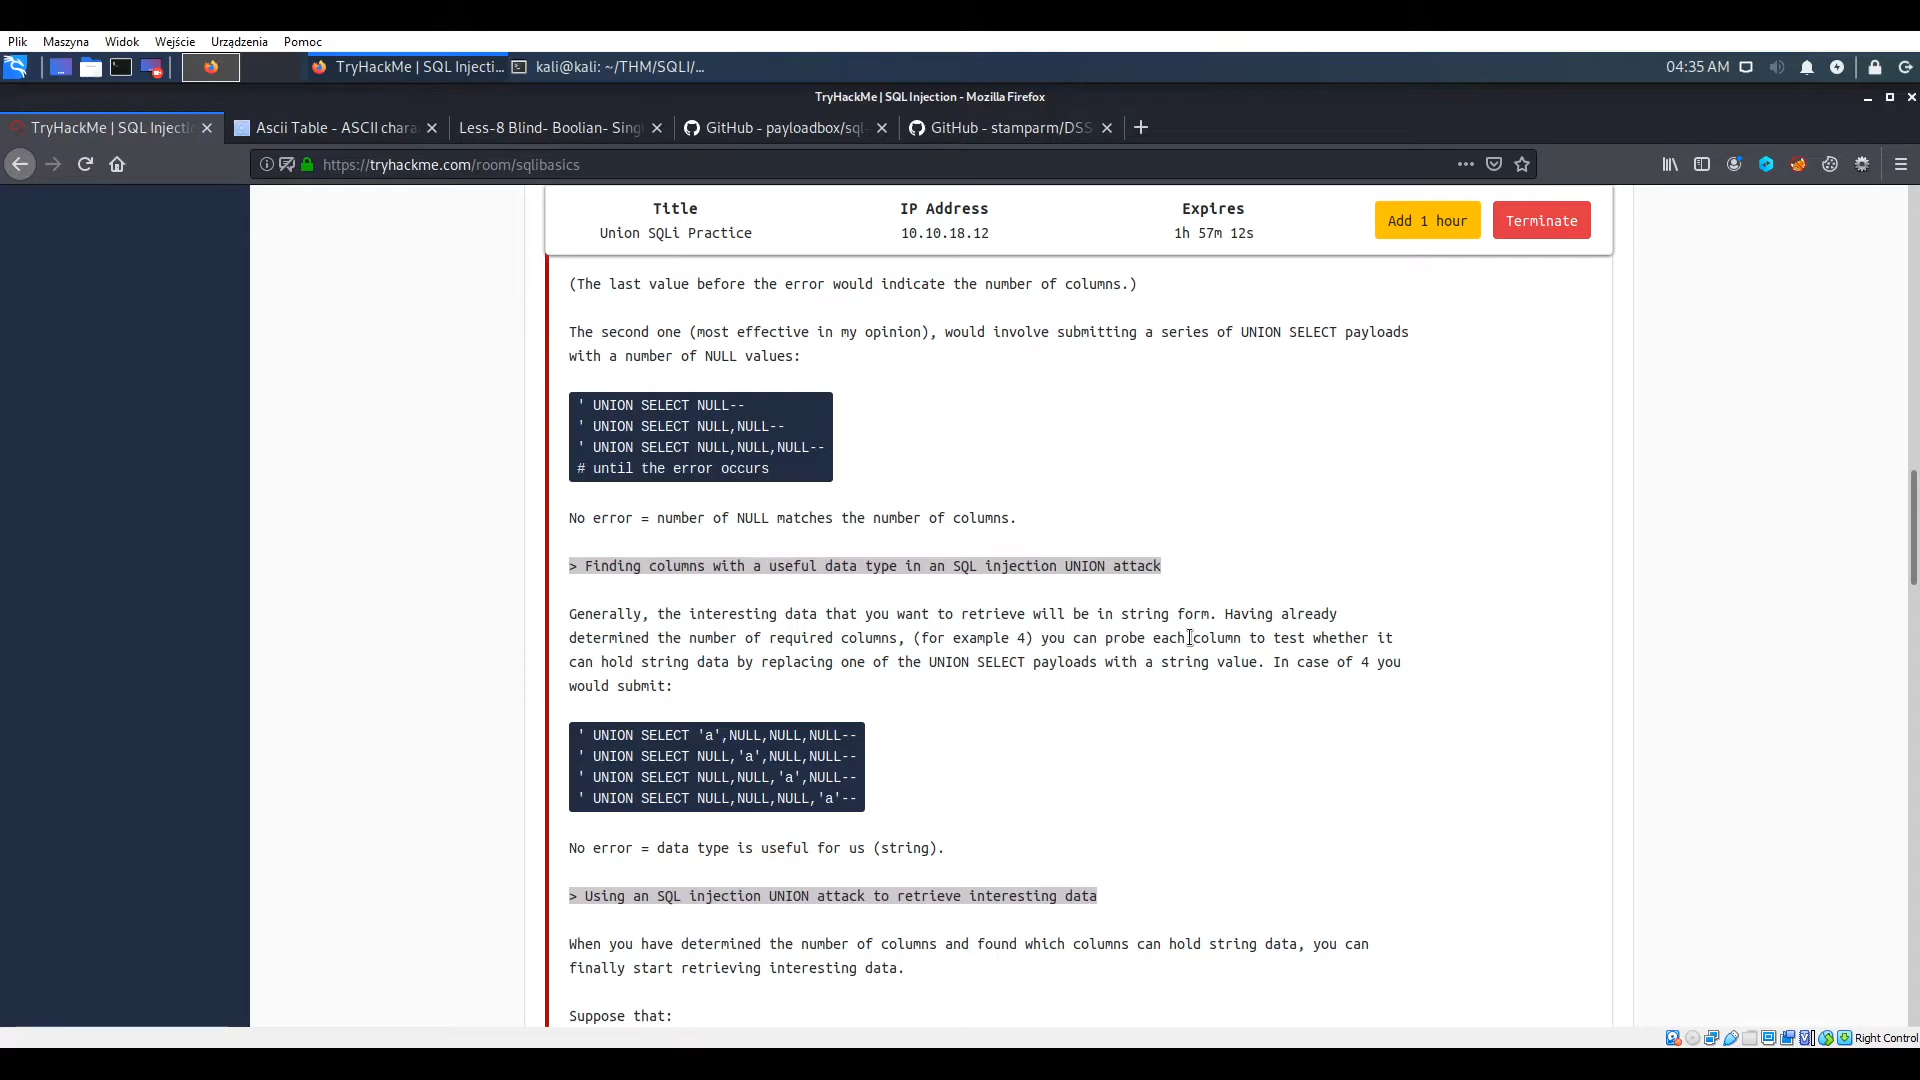 Plik Maszyna Widok Wejście Urządzenia Pomoc
TryHackMe | SQL Injecti... kali@kali: ~/THM/SQLI/... 04:35 AM
TryHackMe | SQL Injection - Mozilla Firefox
TryHackMe | SQL Injecti Ascii Table - ASCII chara Less-8 Blind- Boolian- Sing GitHub - payloadbox/sql- GitHub - stamparm/DSS
https://tryhackme.com/room/sqlibasics
Title IP Address Expires
Union SQLi Practice 10.10.18.12 1h 57m 12s
Add 1 hour Terminate
(The last value before the error would indicate the number of columns.)
The second one (most effective in my opinion), would involve submitting a series of UNION SELECT payloads
with a number of NULL values:
' UNION SELECT NULL--
' UNION SELECT NULL,NULL--
' UNION SELECT NULL,NULL,NULL--
# until the error occurs
No error = number of NULL matches the number of columns.
> Finding columns with a useful data type in an SQL injection UNION attack
Generally, the interesting data that you want to retrieve will be in string form. Having already
determined the number of required columns, (for example 4) you can probe each column to test whether it
can hold string data by replacing one of the UNION SELECT payloads with a string value. In case of 4 you
would submit:
' UNION SELECT 'a',NULL,NULL,NULL--
' UNION SELECT NULL,'a',NULL,NULL--
' UNION SELECT NULL,NULL,'a',NULL--
' UNION SELECT NULL,NULL,NULL,'a'--
No error = data type is useful for us (string).
> Using an SQL injection UNION attack to retrieve interesting data
When you have determined the number of columns and found which columns can hold string data, you can
finally start retrieving interesting data.
Suppose that:
Right Control